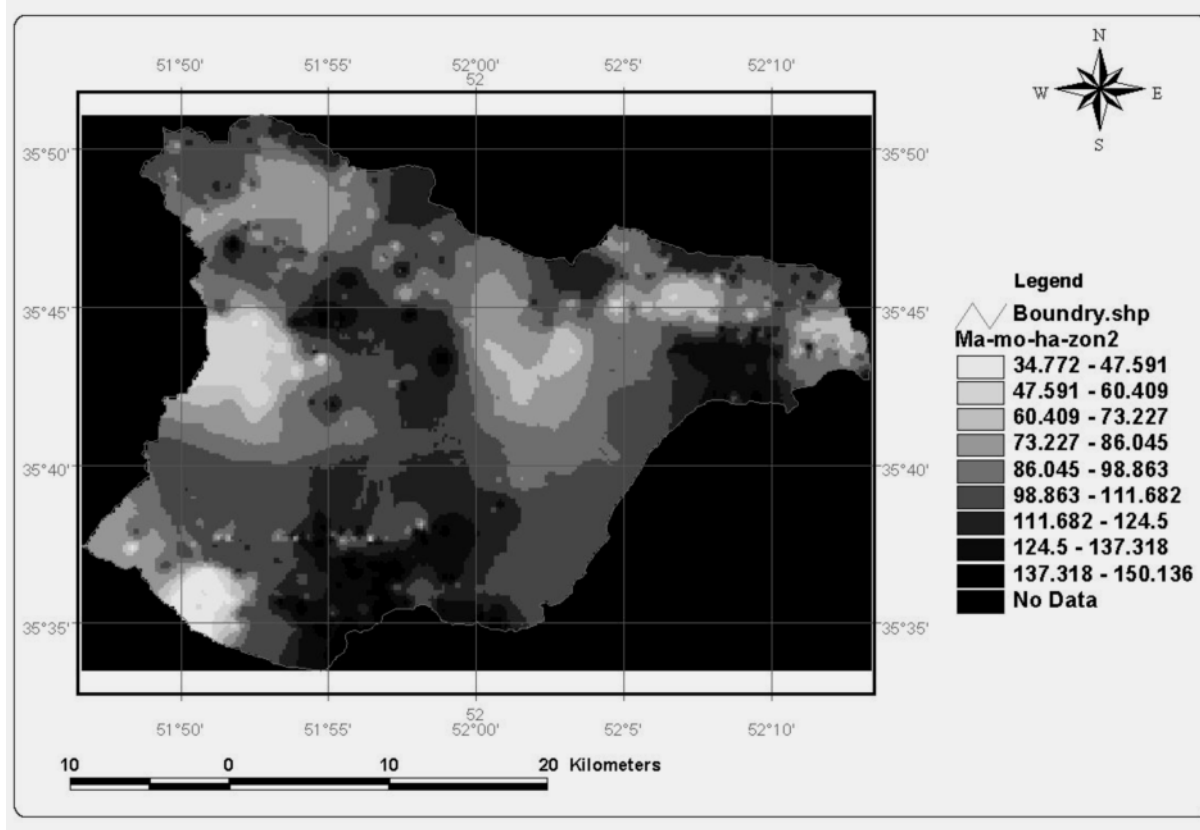 N
W E
S
51°50' 51°55' 52°00' 52°5' 52°10'
52
35°50' 35°50'
35°45' 35°45'
35°40' 35°40'
35°35' 35°35'
Legend
Boundry.shp
Ma-mo-ha-zon2
34.772 - 47.591
47.591 - 60.409
60.409 - 73.227
73.227 - 86.045
86.045 - 98.863
98.863 - 111.682
111.682 - 124.5
124.5 - 137.318
137.318 - 150.136
No Data
52
51°50' 51°55' 52°00' 52°5' 52°10'
10 0 10 20 Kilometers